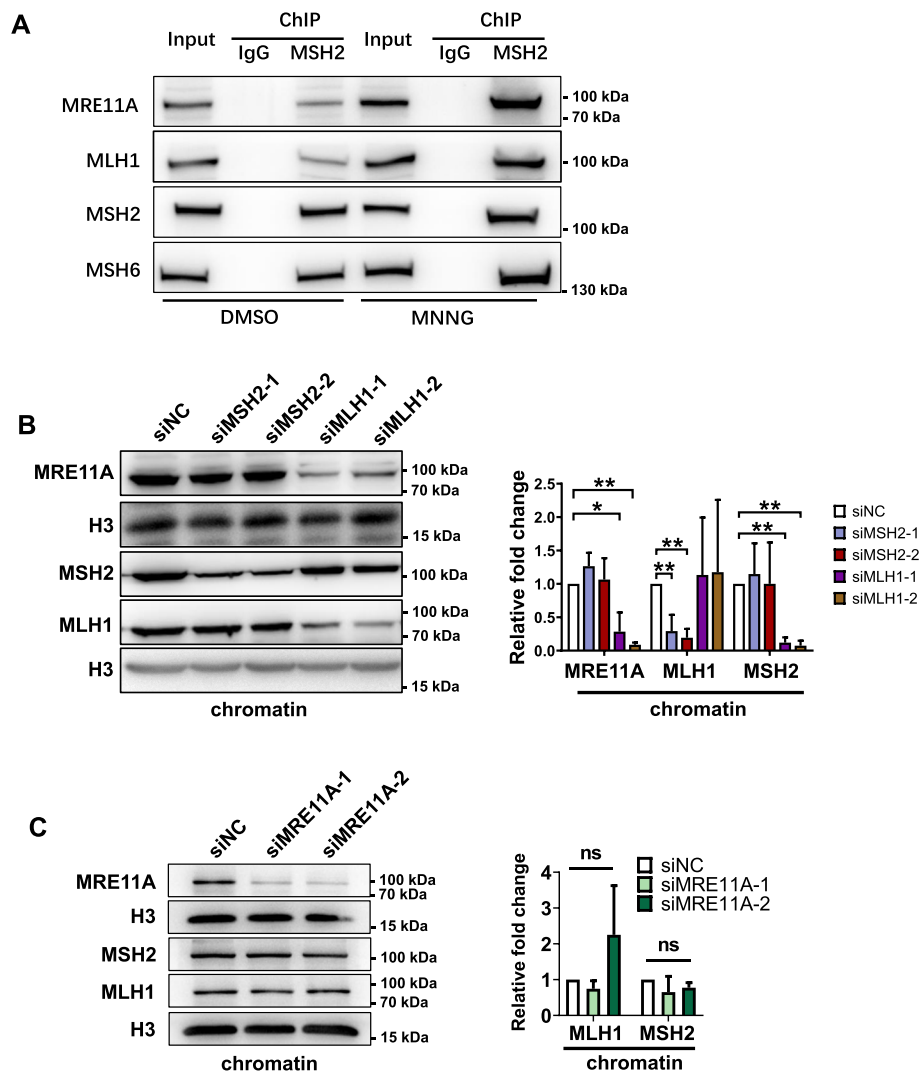 A
Input
ChIP
IgG MSH2
Input
ChIP
IgG MSH2
MRE11A
100 kDa
70 kDa
MLH1
100 kDa
MSH2
100 kDa
MSH6
130 kDa
DMSO
MNNG
B
siNC
siMSH2-1
siMSH2-2
siMLH1-1
siMLH1-2
MRE11A
100 kDa
70 kDa
H3
15 kDa
MSH2
100 kDa
MLH1
100 kDa
70 kDa
H3
15 kDa
chromatin
Relative fold change
2.5
2.0
1.5
1.0
0.5
0.0
**
*
**
**
**
**
MRE11A MLH1 MSH2
chromatin
siNC
siMSH2-1
siMSH2-2
siMLH1-1
siMLH1-2
C
siNC
siMRE11A-1
siMRE11A-2
MRE11A
100 kDa
70 kDa
H3
15 kDa
MSH2
100 kDa
MLH1
100 kDa
70 kDa
H3
15 kDa
chromatin
Relative fold change
4
3
2
1
0
ns
ns
siNC
siMRE11A-1
siMRE11A-2
MLH1 MSH2
chromatin